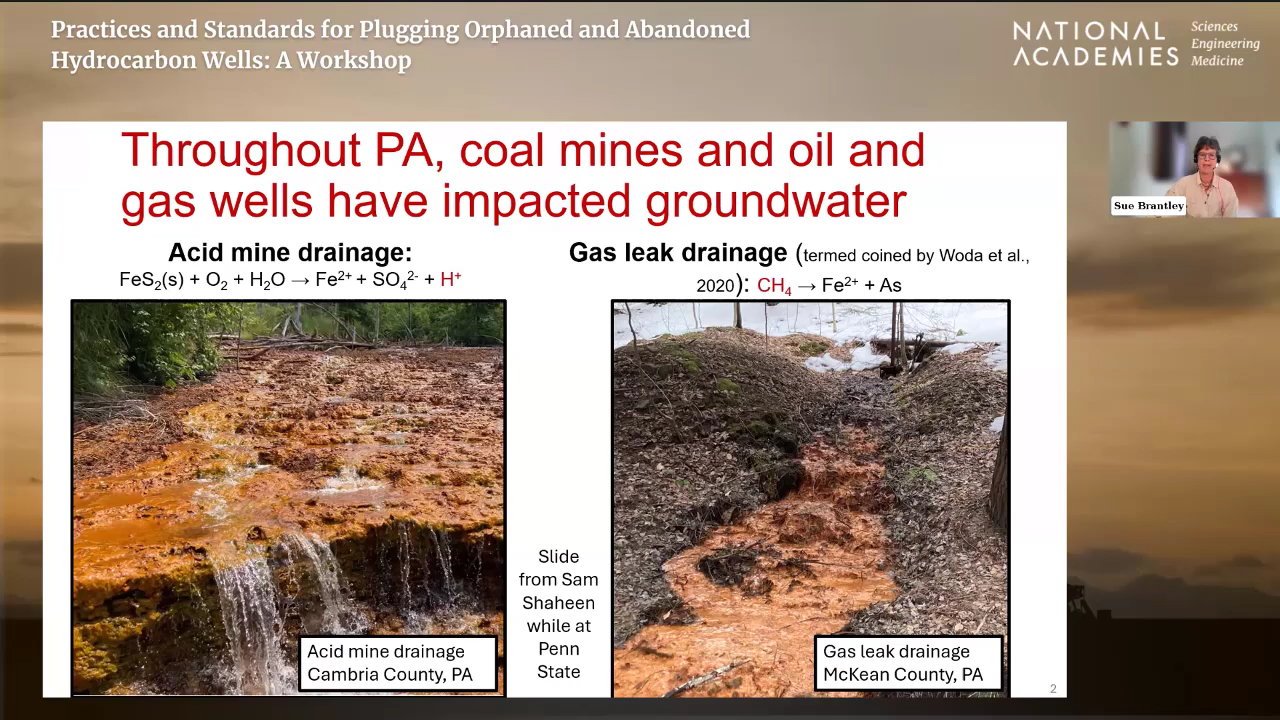 Practices and Standards for Plugging Orphaned and Abandoned
Hydrocarbon Wells: A Workshop
NATIONAL
ACADEMIES
Sciences
Engineering
Medicine
Throughout PA, coal mines and oil and
gas wells have impacted groundwater
Acid mine drainage:
FeS₂(s) + O₂ + H₂O → Fe²⁺ + SO₄²⁻ + H⁺
Gas leak drainage (termed coined by Woda et al.,
2020): CH₄ → Fe²⁺ + As
Sue Brantley
Slide
from Sam
Shaheen
while at
Penn
State
Acid mine drainage
Cambria County, PA
Gas leak drainage
McKean County, PA
2